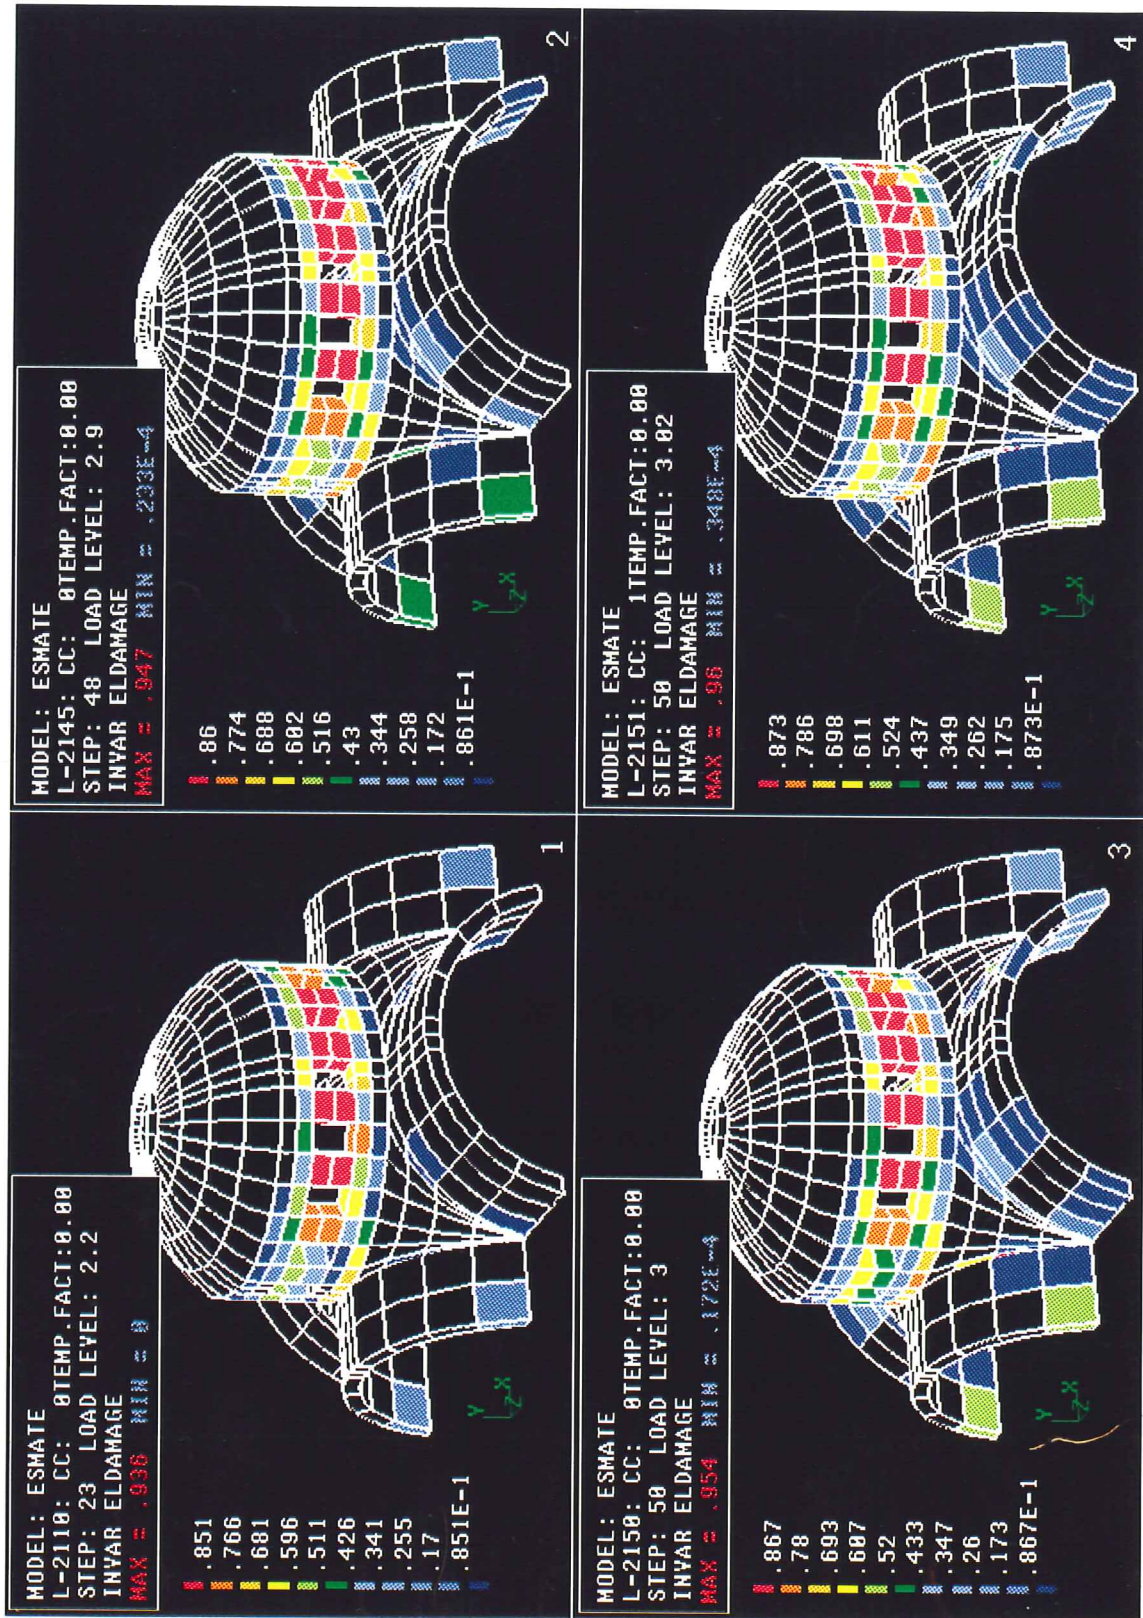 MODEL: ESMATE
L-2110: CC: 0TEMP.FACT:0.00
STEP: 23 LOAD LEVEL: 2.2
INVAR ELDAMAGE
MAX = .936 MIN = 0
.851
.766
.681
.596
.511
.426
.341
.255
.17
.851E-1
Y
Z X
1
MODEL: ESMATE
L-2145: CC: 0TEMP.FACT:0.00
STEP: 48 LOAD LEVEL: 2.9
INVAR ELDAMAGE
MAX = .947 MIN = .233E-4
.86
.774
.688
.602
.516
.43
.344
.258
.172
.861E-1
Y
Z X
2
MODEL: ESMATE
L-2150: CC: 0TEMP.FACT:0.00
STEP: 50 LOAD LEVEL: 3
INVAR ELDAMAGE
MAX = .954 MIN = .172E-4
.867
.78
.693
.607
.52
.433
.347
.26
.173
.867E-1
Y
Z X
3
MODEL: ESMATE
L-2151: CC: 1TEMP.FACT:0.00
STEP: 50 LOAD LEVEL: 3.02
INVAR ELDAMAGE
MAX = .96 MIN = .348E-4
.873
.786
.698
.611
.524
.437
.349
.262
.175
.873E-1
Y
Z X
4